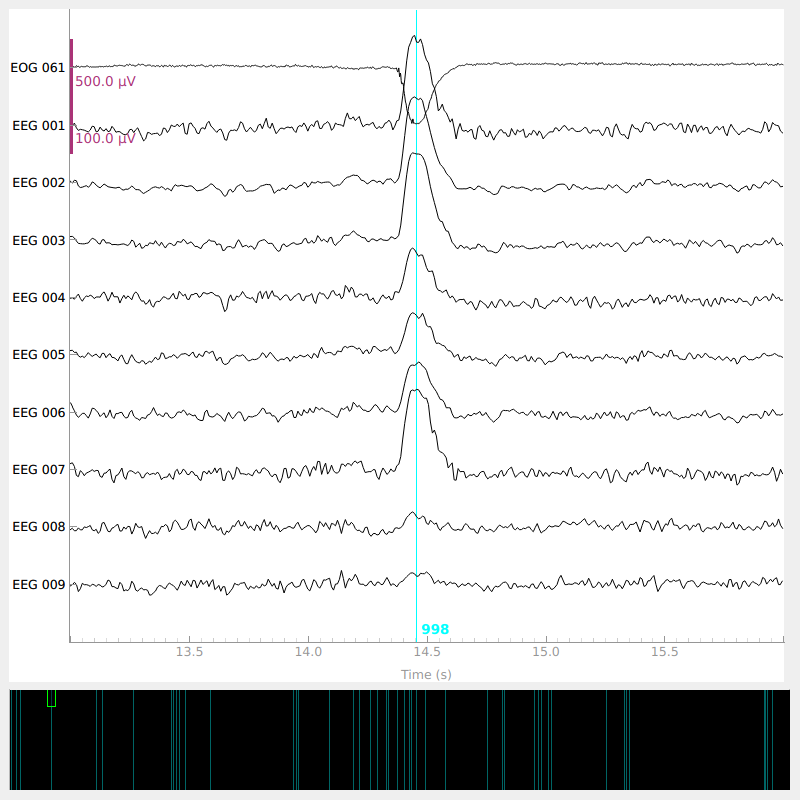 EOG 061
500.0 µV
EEG 001
100.0 µV
EEG 002
EEG 003
EEG 004
EEG 005
EEG 006
EEG 007
EEG 008
EEG 009
998
13.5 14.0 14.5 15.0 15.5
Time (s)